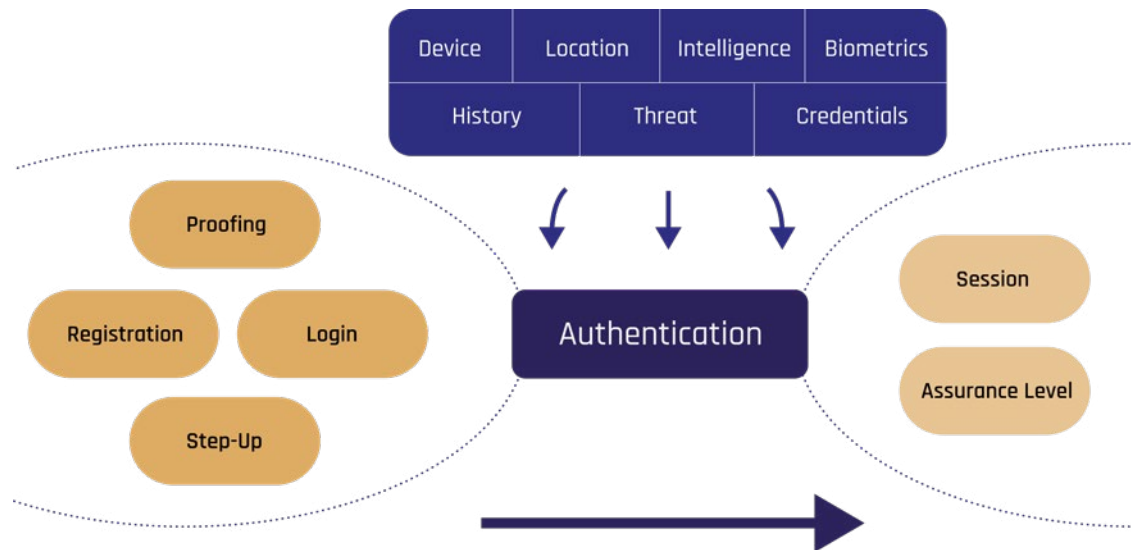 Device Location Intelligence Biometrics
History Threat Credentials
Proofing
Registration Login
Step-Up
Authentication
Session
Assurance Level